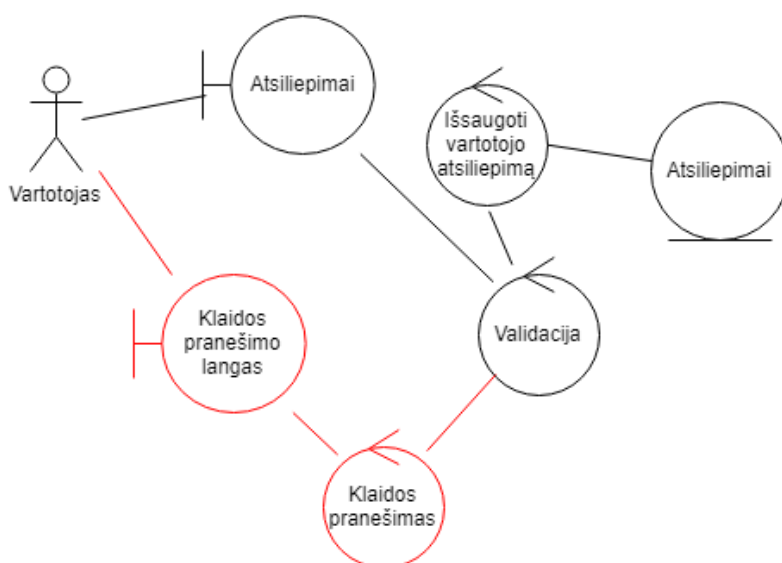 Atsiliepimai
Išsaugoti
vartotojo
atsiliepimą
Atsiliepimai
Vartotojas
Klaidos
pranešimo
langas
Validacija
Klaidos
pranešimas